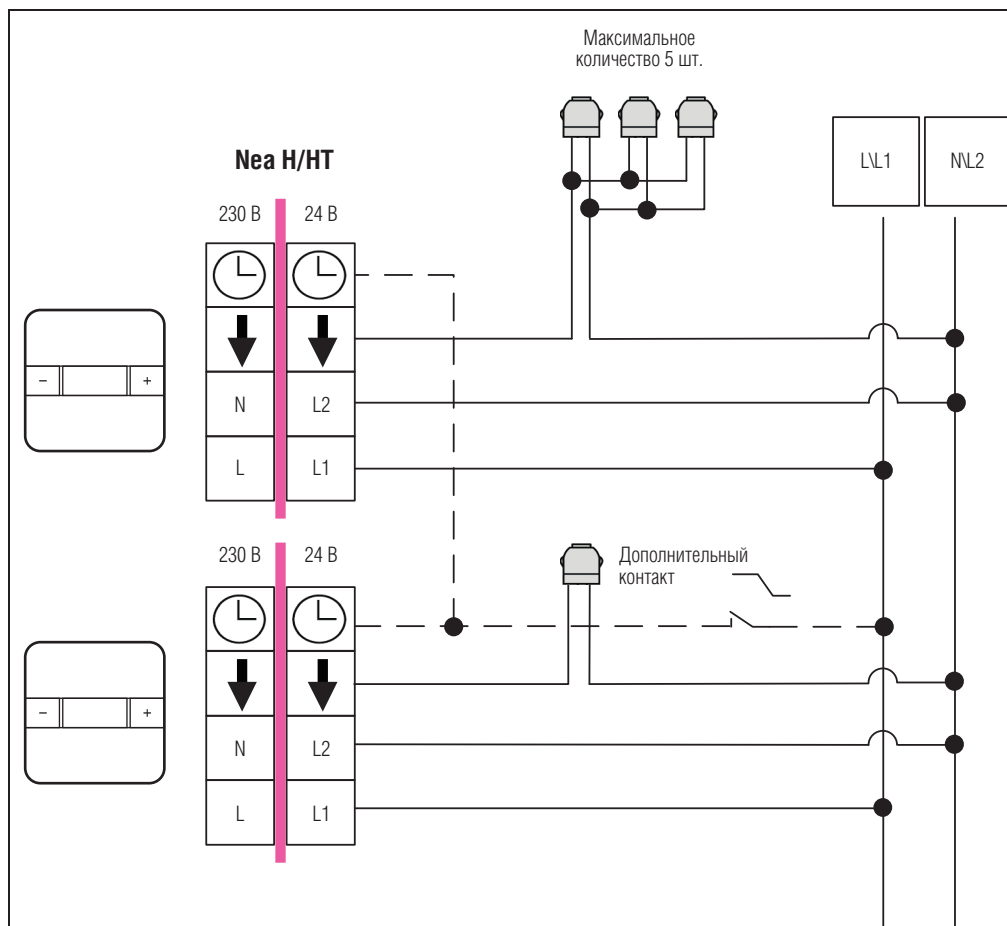 Максимальное
количество 5 шт.
L\L1
N\L2
Nea H/HT
230 В
24 В
N
L2
L
L1
–
+
230 В
24 В
Дополнительный
контакт
N
L2
L
L1
–
+